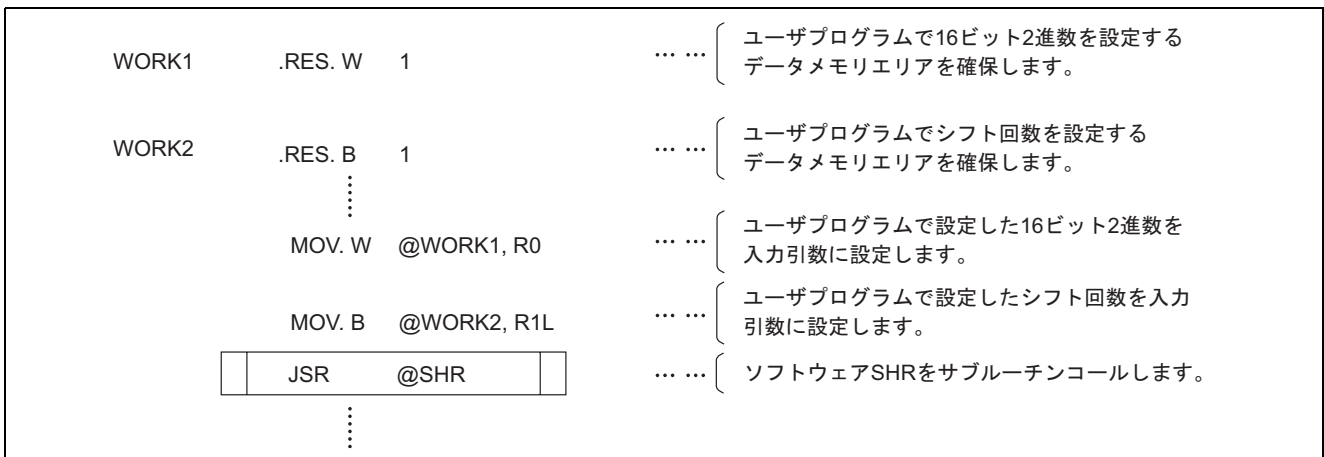 WORK1 .RES. W 1 … … ユーザプログラムで16ビット2進数を設定する
データメモリエリアを確保します。
WORK2 .RES. B 1 … … ユーザプログラムでシフト回数を設定する
データメモリエリアを確保します。
MOV. W @WORK1, R0 … … ユーザプログラムで設定した16ビット2進数を
入力引数に設定します。
MOV. B @WORK2, R1L … … ユーザプログラムで設定したシフト回数を入力
引数に設定します。
JSR @SHR … … ソフトウェアSHRをサブルーチンコールします。